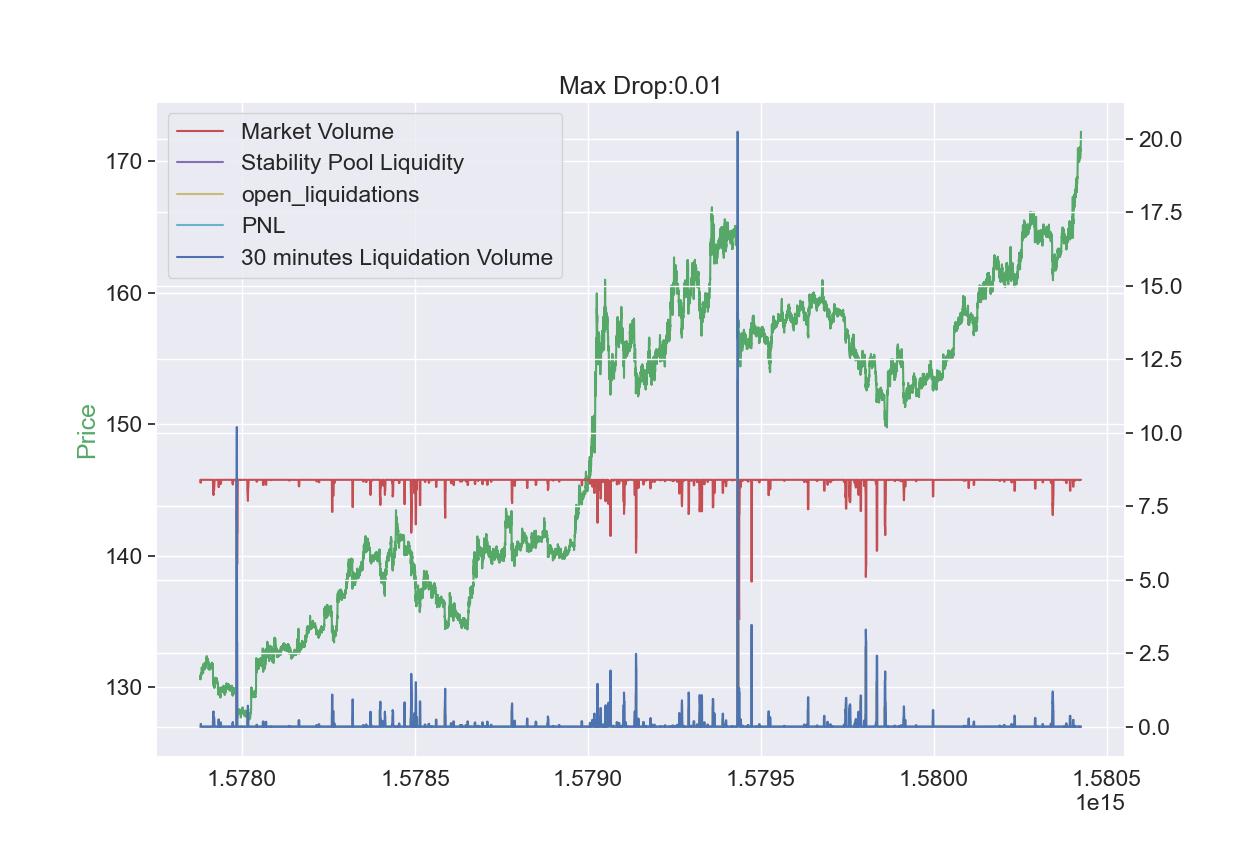 Max Drop:0.01
Market Volume
Stability Pool Liquidity
open_liquidations
PNL
30 minutes Liquidation Volume
Price
170
160
150
140
130
20.0
17.5
15.0
12.5
10.0
7.5
5.0
2.5
0.0
1.5780 1.5785 1.5790 1.5795 1.5800 1.5805
1e15